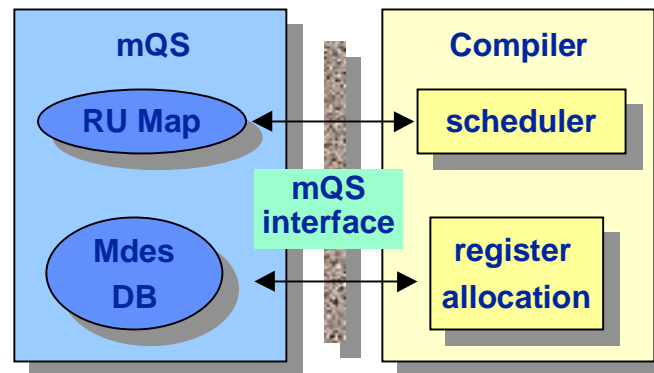 mQS
Compiler
RU Map
scheduler
mQS
interface
Mdes
DB
register
allocation